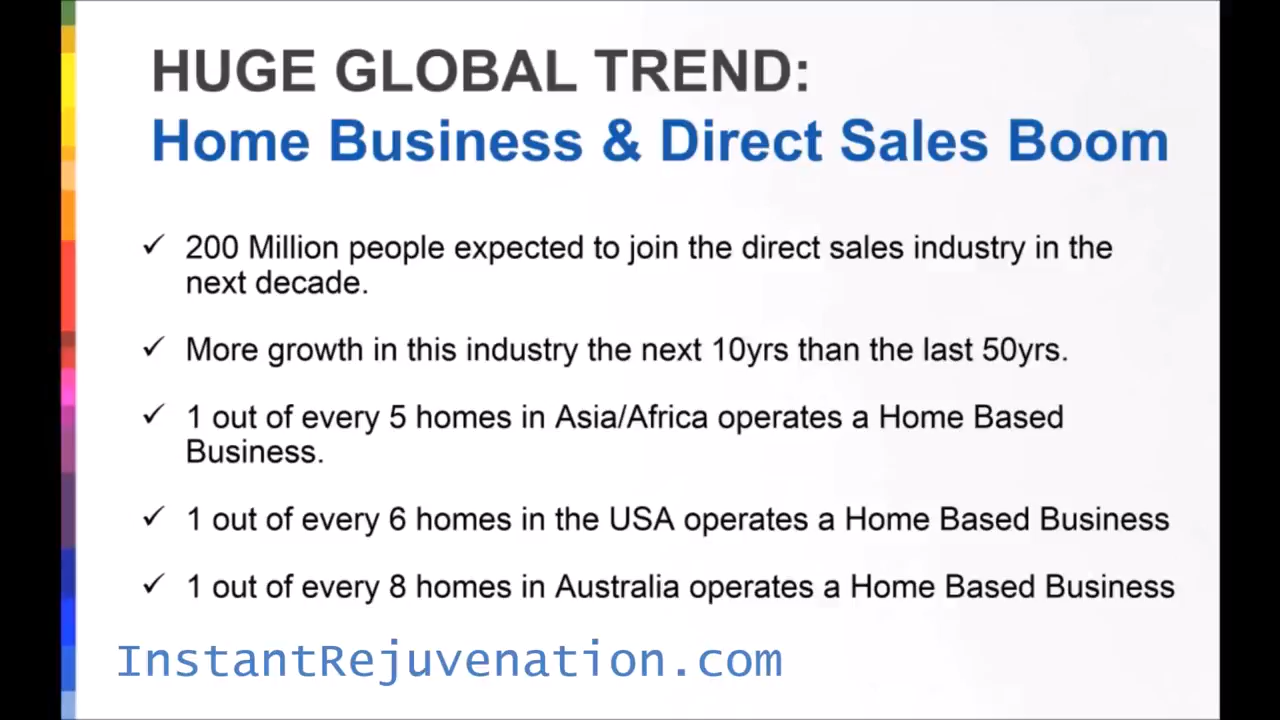 HUGE GLOBAL TREND:
Home Business & Direct Sales Boom
✓ 200 Million people expected to join the direct sales industry in the
next decade.
✓ More growth in this industry the next 10yrs than the last 50yrs.
✓ 1 out of every 5 homes in Asia/Africa operates a Home Based
Business.
✓ 1 out of every 6 homes in the USA operates a Home Based Business
✓ 1 out of every 8 homes in Australia operates a Home Based Business
InstantRejuvenation.com